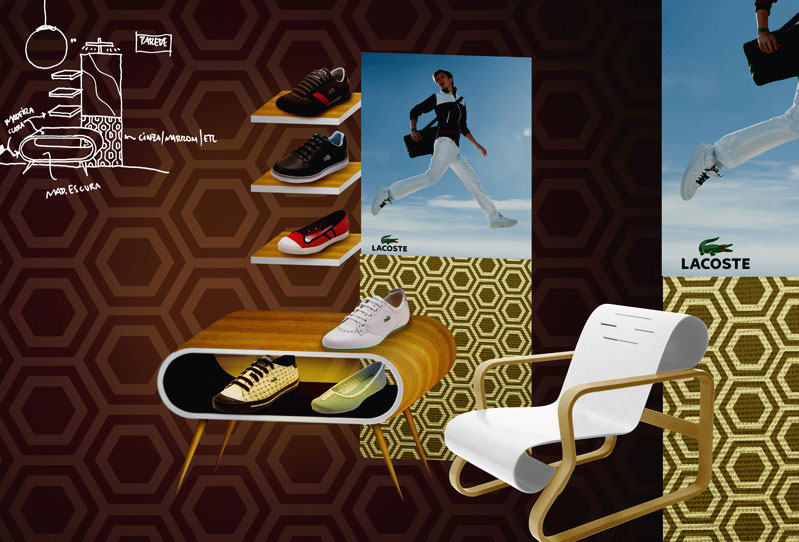 PAREDE
MADEIRA
CLARA
CINZA/MARROM/ETC
MAD. ESCURA
LACOSTE
LACOSTE